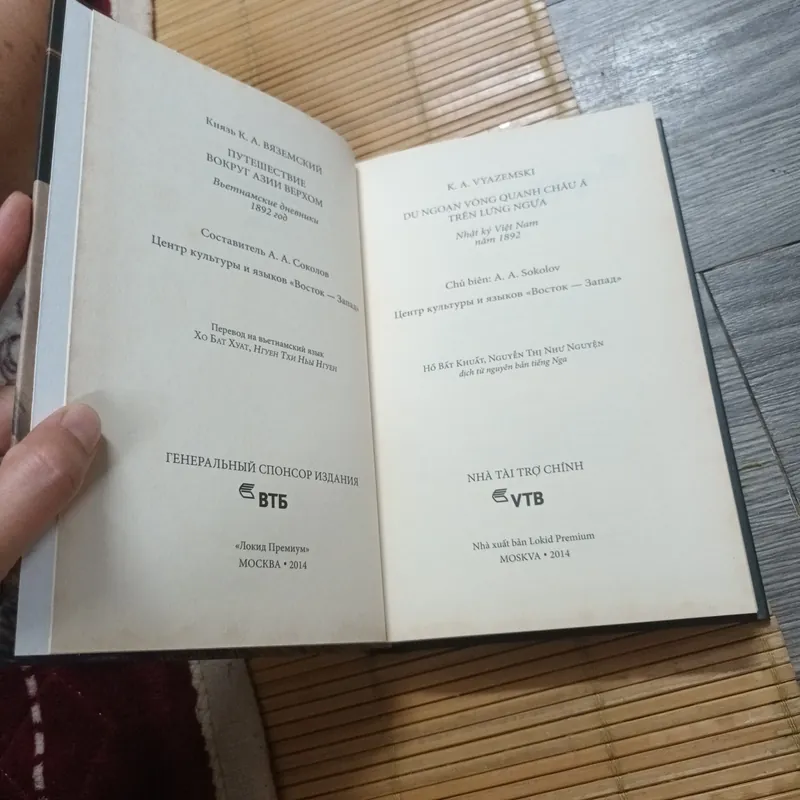 Князь К. А. ВЯЗЕМСКИЙ
ПУТЕШЕСТВИЕ
ВОКРУГ АЗИИ ВЕРХОМ
Вьетнамские дневники
1892 год
Составитель А. А. Соколов
Центр культуры и языков «Восток — Запад»
Перевод на вьетнамский язык
Хо Бат Хуат, Нгуен Тхи Ньы Нгуен
ГЕНЕРАЛЬНЫЙ СПОНСОР ИЗДАНИЯ
ВТБ
«Локид Премиум»
МОСКВА • 2014
K. A. VYAZEMSKI
DU NGOẠN VÒNG QUANH CHÂU Á
TRÊN LƯNG NGỰA
Nhật ký Việt Nam
năm 1892
Chủ biên: A. A. Sokolov
Центр культуры и языков «Восток — Запад»
Hồ Bất Khuất, Nguyễn Thị Như Nguyện
dịch từ nguyên bản tiếng Nga
NHÀ TÀI TRỢ CHÍNH
VTB
Nhà xuất bản Lokid Premium
MOSKVA • 2014